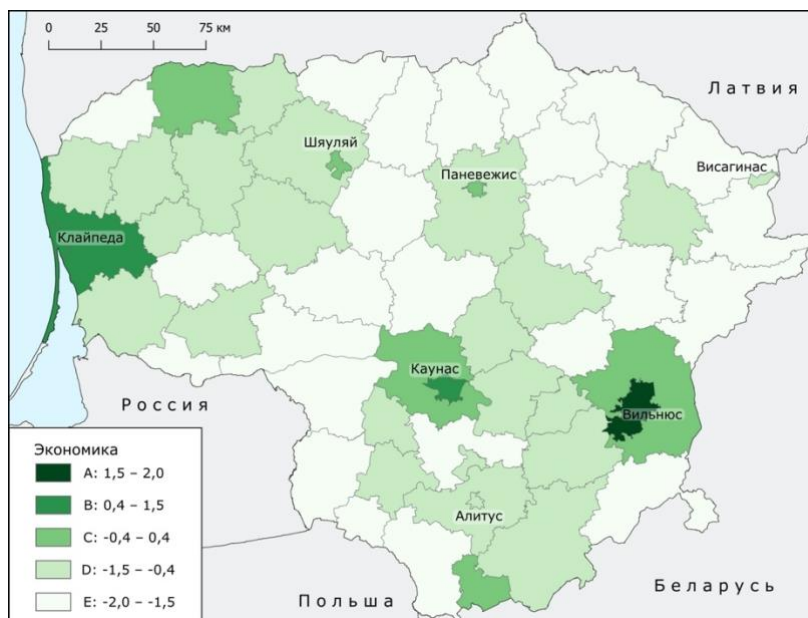 0 25 50 75 км
Латвия
Шяуляй
Паневежис
Висагинас
Клайпеда
Каунас
Россия
Вильнюс
Экономика
A: 1,5 – 2,0
B: 0,4 – 1,5
C: -0,4 – 0,4
D: -1,5 – -0,4
E: -2,0 – -1,5
Алитус
Польша
Беларусь